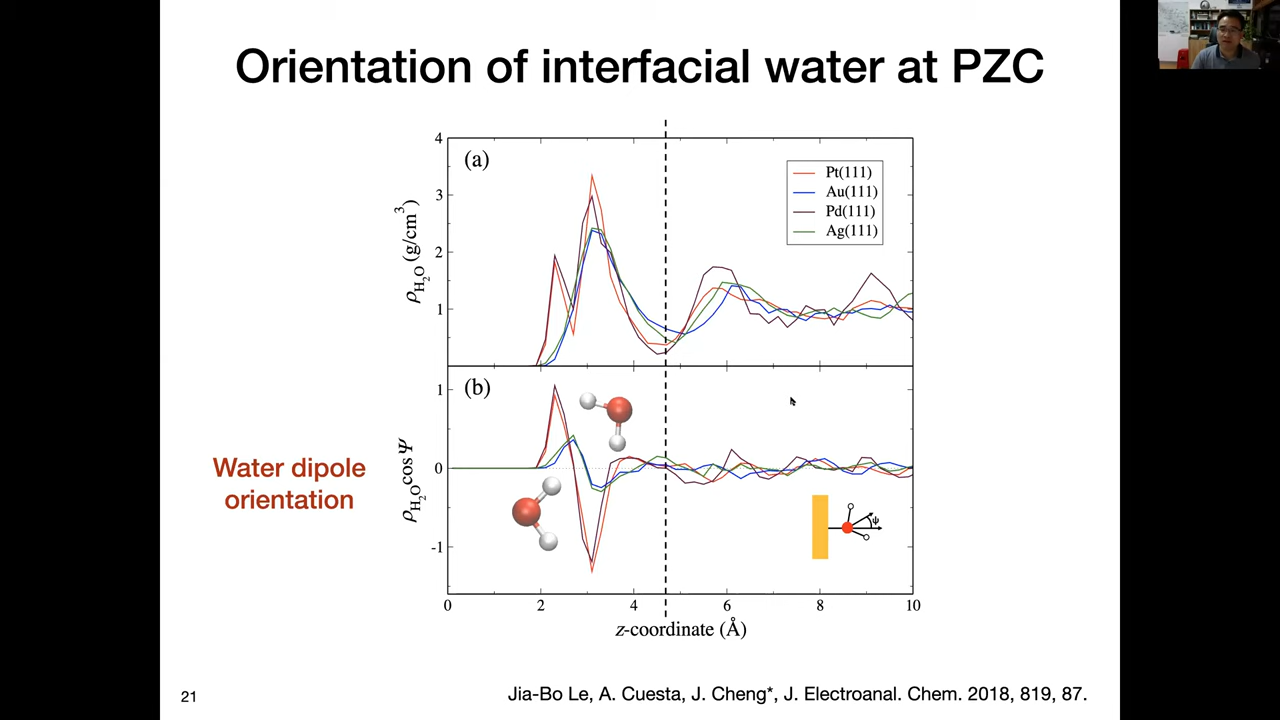 Orientation of interfacial water at PZC
(a)
Pt(111)
Au(111)
Pd(111)
Ag(111)
ρH₂O (g/cm³)
4
3
2
1
(b)
ρH₂O cos Ψ
1
0
-1
ψ
0 2 4 6 8 10
z-coordinate (Å)
Water dipole
orientation
21
Jia-Bo Le, A. Cuesta, J. Cheng*, J. Electroanal. Chem. 2018, 819, 87.